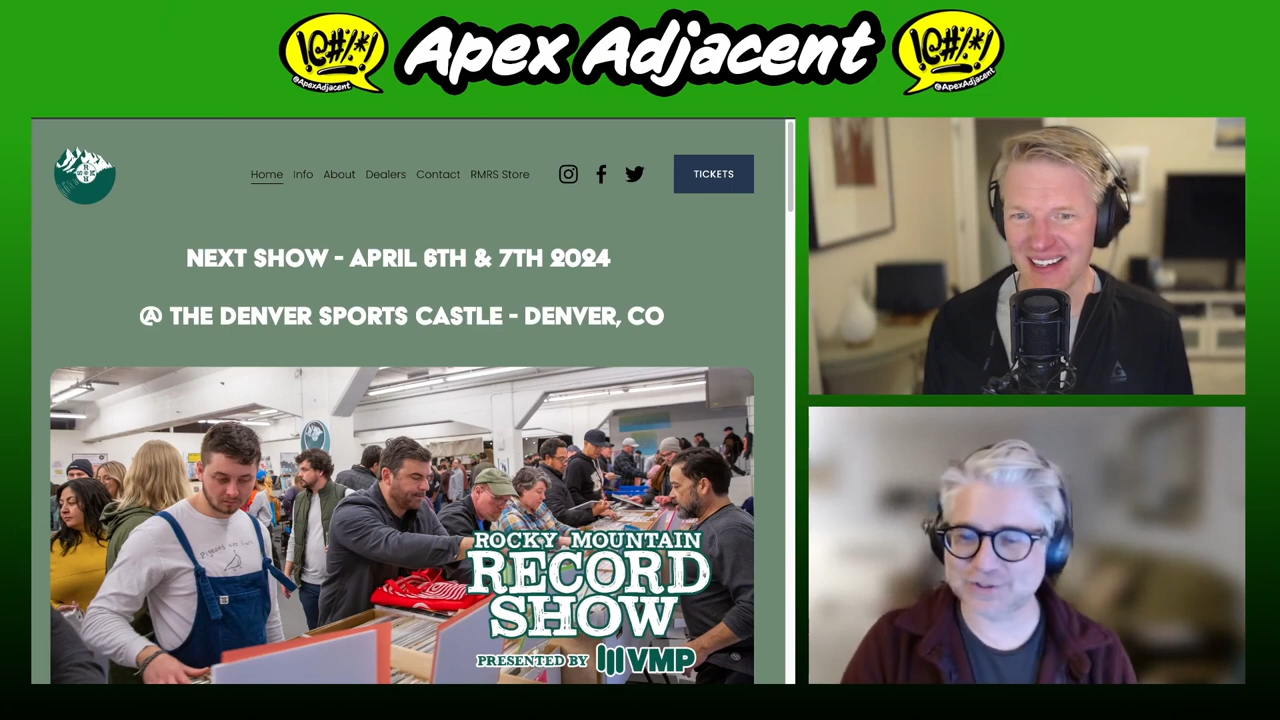 !@#%*!
@ApexAdjacent
Apex Adjacent
!@#%*!
@ApexAdjacent
Home Info About Dealers Contact RMRS Store
TICKETS
NEXT SHOW - APRIL 6TH & 7TH 2024
@ THE DENVER SPORTS CASTLE - DENVER, CO
ROCKY MOUNTAIN
RECORD
SHOW
PRESENTED BY VMP